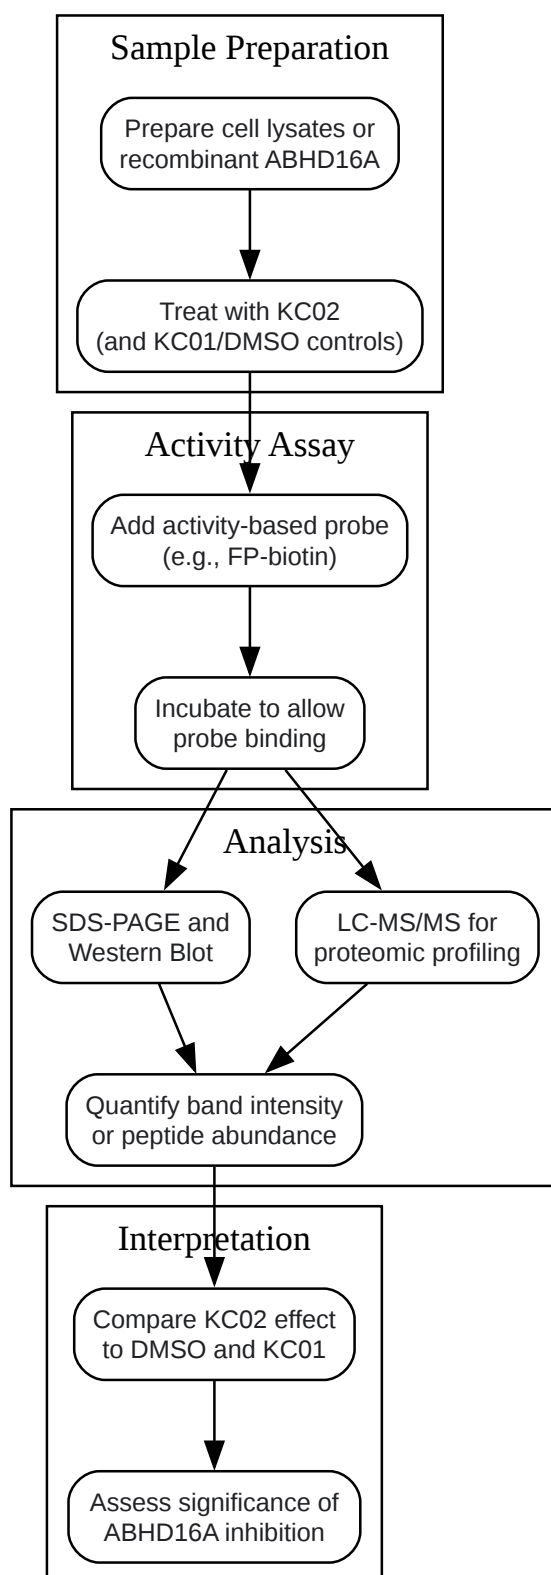 Sample Preparation
Prepare cell lysates or
recombinant ABHD16A
Treat with KC02
(and KC01/DMSO controls)
Activity Assay
Add activity-based probe
(e.g., FP-biotin)
Incubate to allow
probe binding
Analysis
SDS-PAGE and
Western Blot
LC-MS/MS for
proteomic profiling
Quantify band intensity
or peptide abundance
Interpretation
Compare KC02 effect
to DMSO and KC01
Assess significance of
ABHD16A inhibition